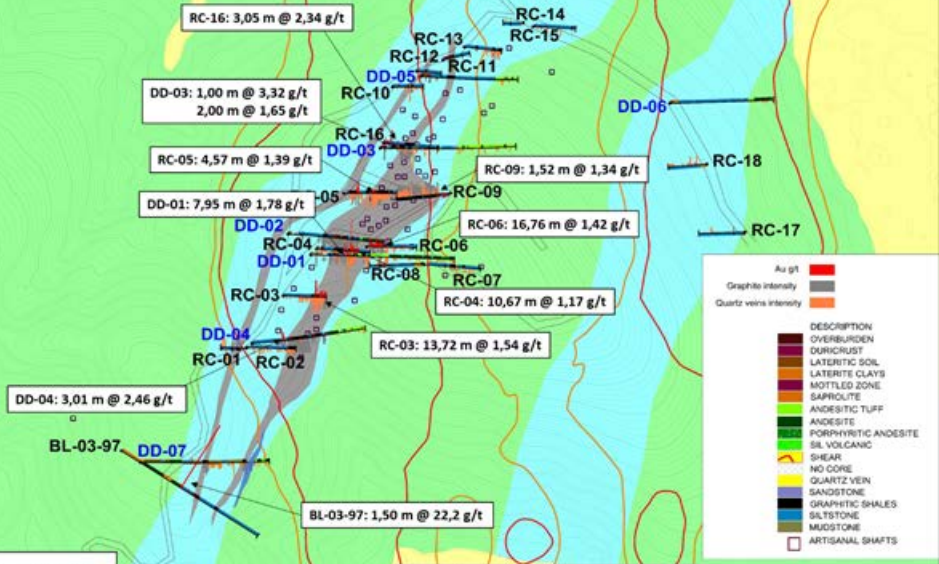 RC-16: 3,05 m @ 2,34 g/t
RC-14
RC-15
RC-13
RC-12
RC-11
DD-05
RC-10
DD-03: 1,00 m @ 3,32 g/t
2,00 m @ 1,65 g/t
DD-06
RC-16
DD-03
RC-18
RC-05: 4,57 m @ 1,39 g/t
RC-09: 1,52 m @ 1,34 g/t
-05
RC-09
DD-01: 7,95 m @ 1,78 g/t
RC-06: 16,76 m @ 1,42 g/t
DD-02
RC-17
RC-04
RC-06
DD-01
RC-08
RC-07
RC-03
RC-04: 10,67 m @ 1,17 g/t
DD-04
RC-03: 13,72 m @ 1,54 g/t
RC-01
RC-02
DD-04: 3,01 m @ 2,46 g/t
BL-03-97
DD-07
BL-03-97: 1,50 m @ 22,2 g/t
Au g/t
Graphite intensity
Quartz veins intensity
DESCRIPTION
OVERBURDEN
DURICRUST
LATERITIC SOIL
LATERITE CLAYS
MOTTLED ZONE
SAPROLITE
ANDESITIC TUFF
ANDESITE
PORPHYRITIC ANDESITE
SIL VOLCANIC
SHEAR
NO CORE
QUARTZ VEIN
SANDSTONE
GRAPHITIC SHALES
SILTSTONE
MUDSTONE
ARTISANAL SHAFTS